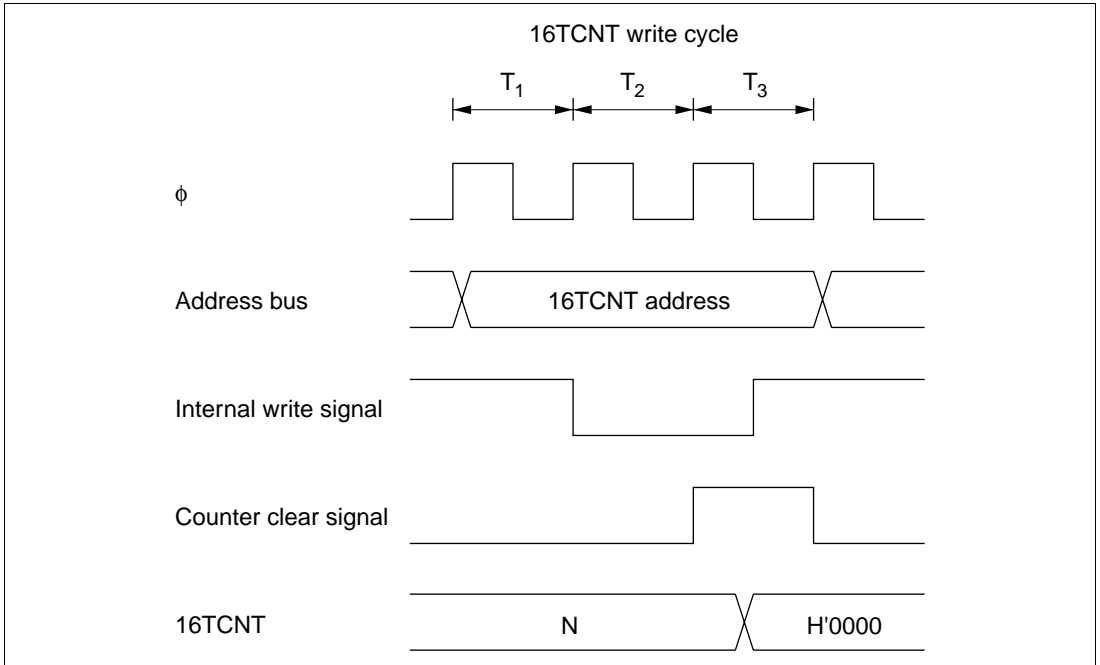 16TCNT write cycle
T1 T2 T3
φ
Address bus
16TCNT address
Internal write signal
Counter clear signal
16TCNT
N
H'0000